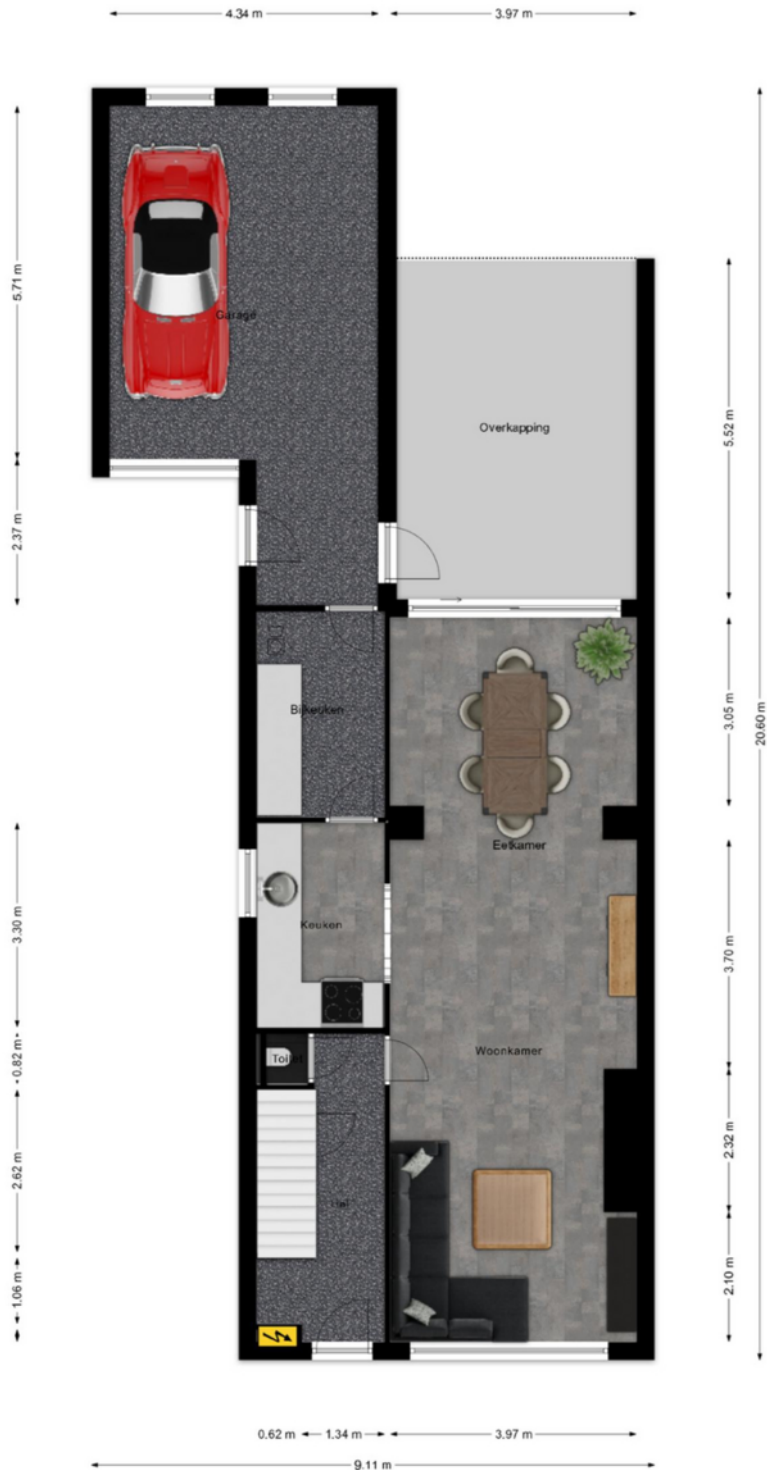 4.34 m
3.97 m
5.71 m
Garage
Overkapping
5.52 m
2.37 m
Bijkeuken
3.05 m
20.60 m
Eetkamer
Keuken
3.30 m
3.70 m
Woonkamer
Toilet
0.82 m
2.62 m
2.32 m
Hal
1.06 m
2.10 m
0.62 m
1.34 m
3.97 m
9.11 m